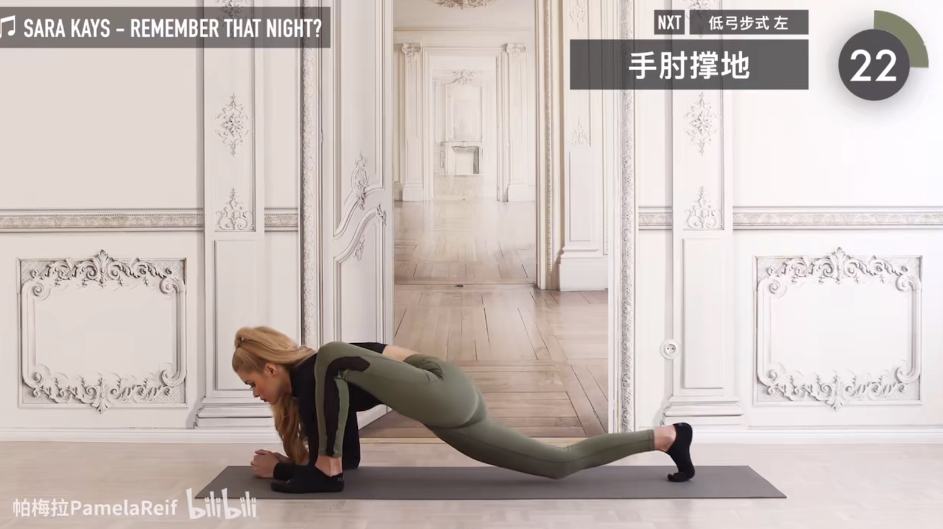 SARA KAYS - REMEMBER THAT NIGHT?
NXT 低弓步式 左
手肘撑地
22
帕梅拉PamelaReif bilibili